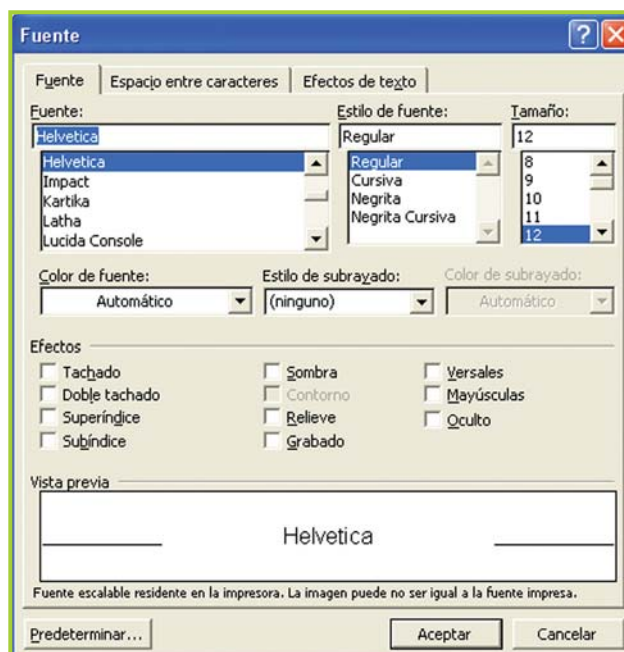 Fuente
Fuente Espacio entre caracteres Efectos de texto
Fuente: Estilo de fuente: Tamaño:
Helvetica Regular 12
Helvetica Regular 8
Impact Cursiva 9
Kartika Negrita 10
Latha Negrita Cursiva 11
Lucida Console 12
Color de fuente: Estilo de subrayado: Color de subrayado:
Automático (ninguno) Automático
Efectos
Tachado Sombra Versales
Doble tachado Contorno Mayúsculas
Superíndice Relieve Oculto
Subíndice Grabado
Vista previa
Helvetica
Fuente escalable residente en la impresora. La imagen puede no ser igual a la fuente impresa.
Predeterminar... Aceptar Cancelar